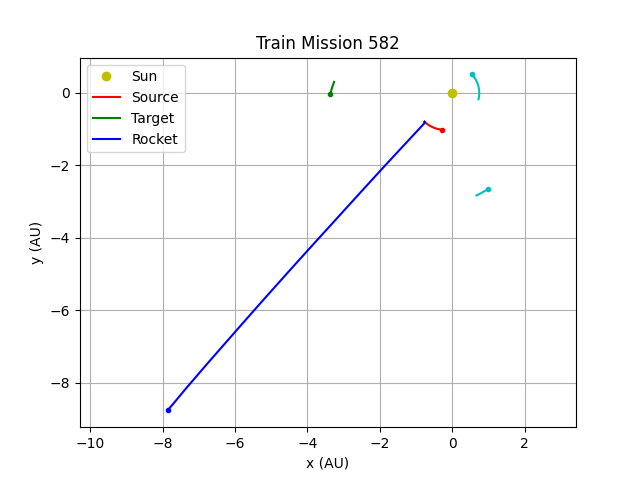 Train Mission 582
Sun
Source
Target
Rocket
y (AU)
0
−2
−4
−6
−8
−10
−8
−6
−4
−2
0
2
x (AU)